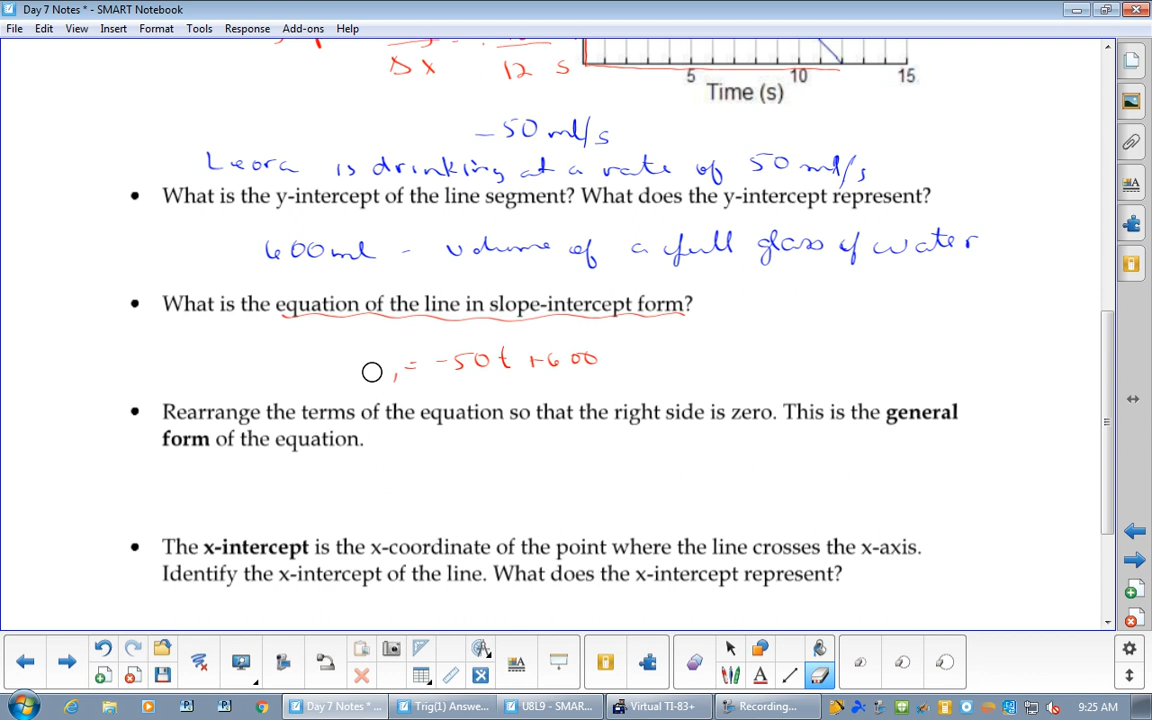 Day 7 Notes * - SMART Notebook
File Edit View Insert Format Tools Response Add-ons Help
Δx 12 s
5 10 15
Time (s)
-50 ml/s
Leora is drinking at a rate of 50 ml/s
• What is the y-intercept of the line segment? What does the y-intercept represent?
600 ml - volume of a full glass of water
• What is the equation of the line in slope-intercept form?
= -50t + 600
• Rearrange the terms of the equation so that the right side is zero. This is the general
form of the equation.
• The x-intercept is the x-coordinate of the point where the line crosses the x-axis.
Identify the x-intercept of the line. What does the x-intercept represent?
Day 7 Notes * ... Trig(1) Answe... U8L9 - SMAR... Virtual TI-83+ Recording... 9:25 AM